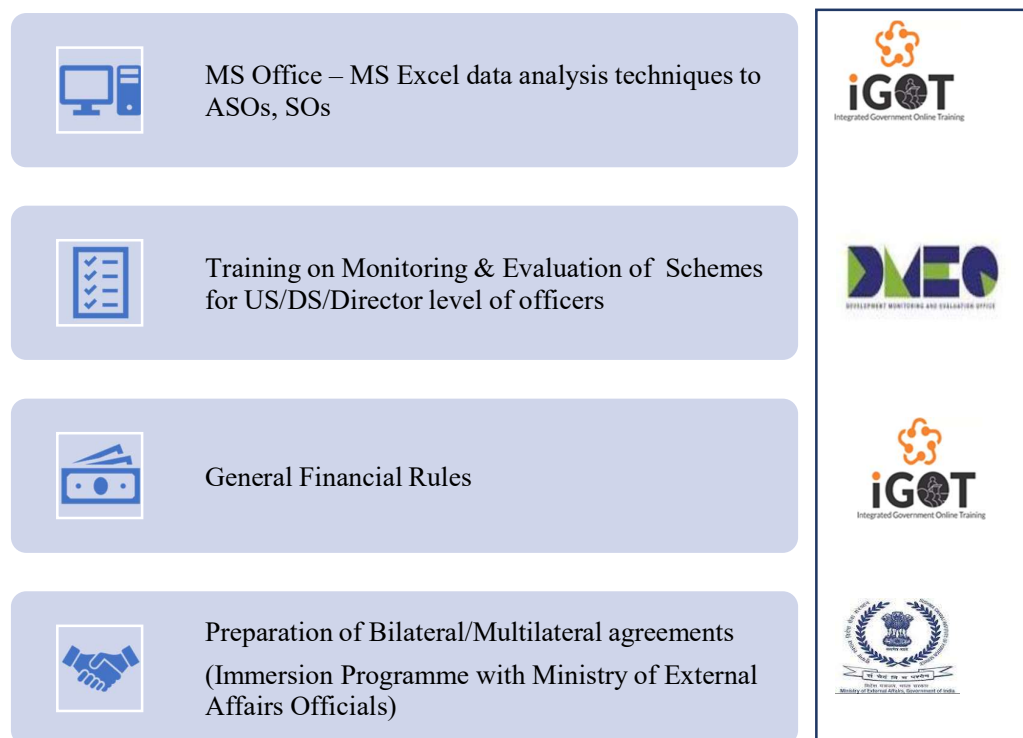 MS Office – MS Excel data analysis techniques to
ASOs, SOs
iGOT
Integrated Government Online Training
Training on Monitoring & Evaluation of Schemes
for US/DS/Director level of officers
DMEO
DEVELOPMENT MONITORING AND EVALUATION OFFICE
General Financial Rules
iGOT
Integrated Government Online Training
Preparation of Bilateral/Multilateral agreements
(Immersion Programme with Ministry of External
Affairs Officials)
विदेश मंत्रालय, भारत सरकार
Ministry of External Affairs, Government of India